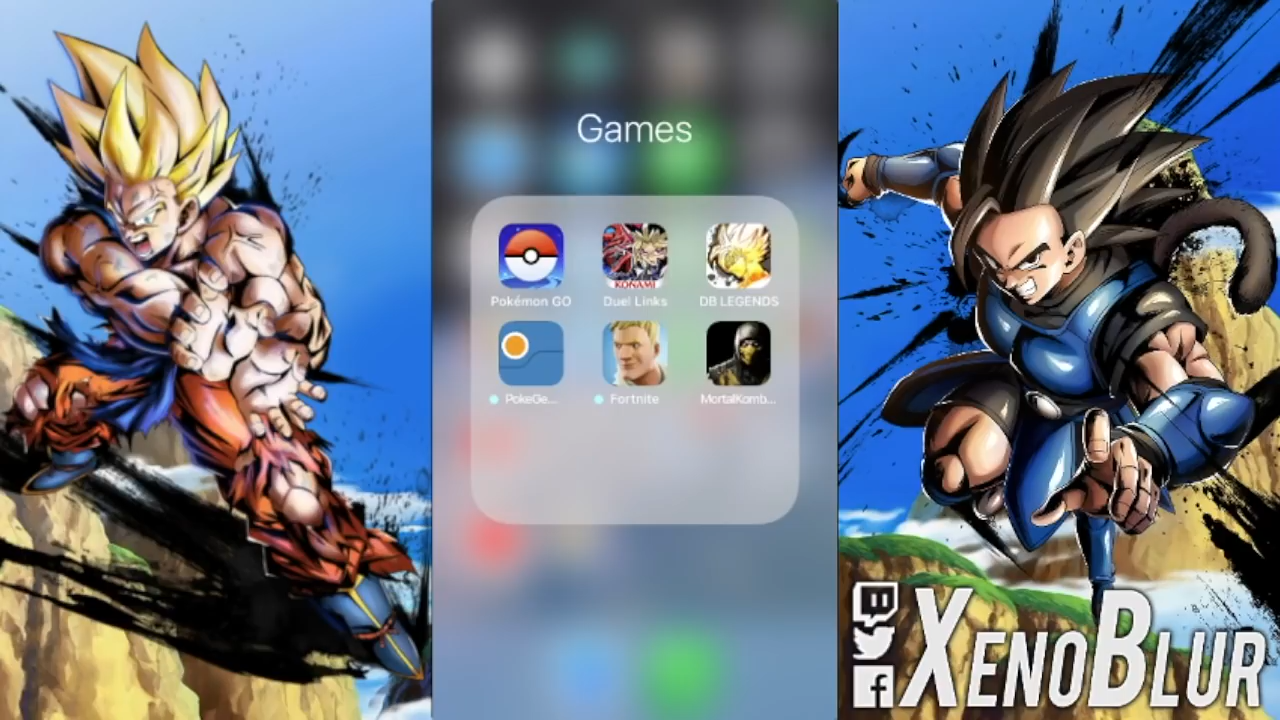 Games
KONAMI
Pokémon GO Duel Links DB LEGENDS
PokeGe... Fortnite MortalKomb...
XENOBLUR